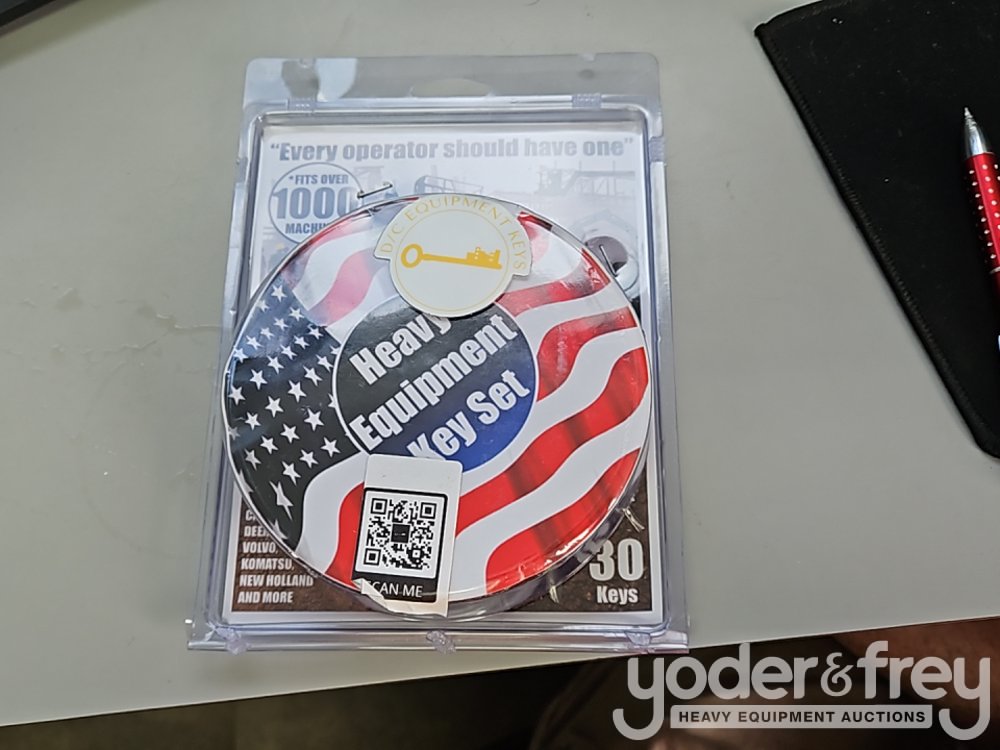 "Every operator should have one"
*FITS OVER
1000
D/C EQUIPMENT KEYS
Heavy
Equipment
Key Set
DEERE
VOLVO,
KOMATSU,
NEW HOLLAND
AND MORE
SCAN ME
30
Keys
yoder&frey
HEAVY EQUIPMENT AUCTIONS